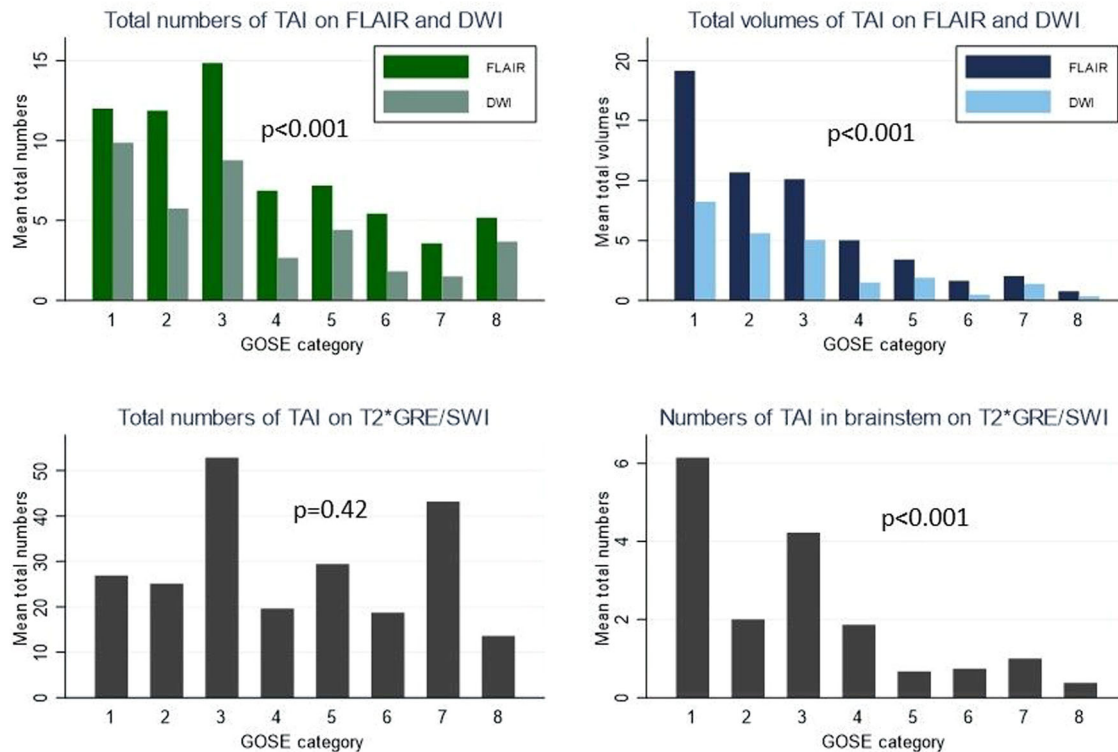 Total numbers of TAI on FLAIR and DWI
Mean total numbers
15
10
5
0
FLAIR
DWI
p<0.001
1 2 3 4 5 6 7 8
GOSE category
Total volumes of TAI on FLAIR and DWI
Mean total volumes
20
15
10
5
0
FLAIR
DWI
p<0.001
1 2 3 4 5 6 7 8
GOSE category
Total numbers of TAI on T2*GRE/SWI
Mean total numbers
50
40
30
20
10
0
p=0.42
1 2 3 4 5 6 7 8
GOSE category
Numbers of TAI in brainstem on T2*GRE/SWI
Mean total numbers
6
4
2
0
p<0.001
1 2 3 4 5 6 7 8
GOSE category